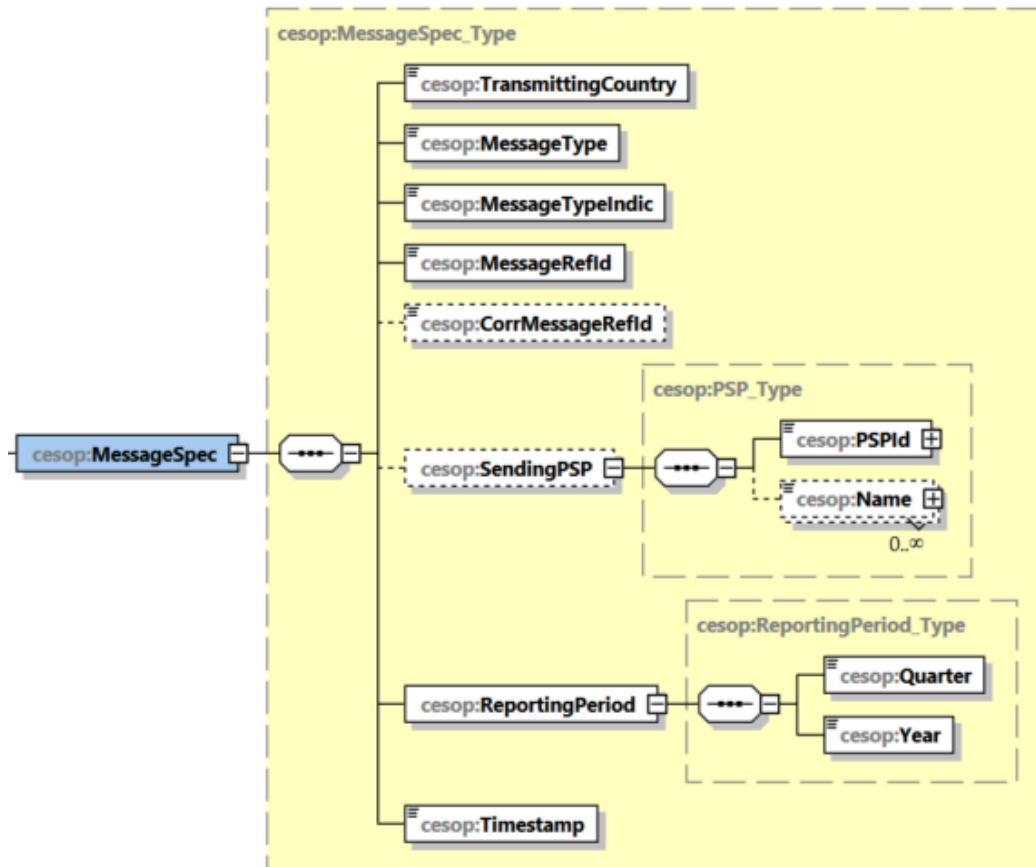 cesop:MessageSpec_Type
cesop:TransmittingCountry
cesop:MessageType
cesop:MessageTypeIndic
cesop:MessageRefId
cesop:CorrMessageRefId
cesop:PSP_Type
cesop:PSPId
cesop:MessageSpec
cesop:SendingPSP
cesop:Name
0..∞
cesop:ReportingPeriod_Type
cesop:Quarter
cesop:ReportingPeriod
cesop:Year
cesop:Timestamp